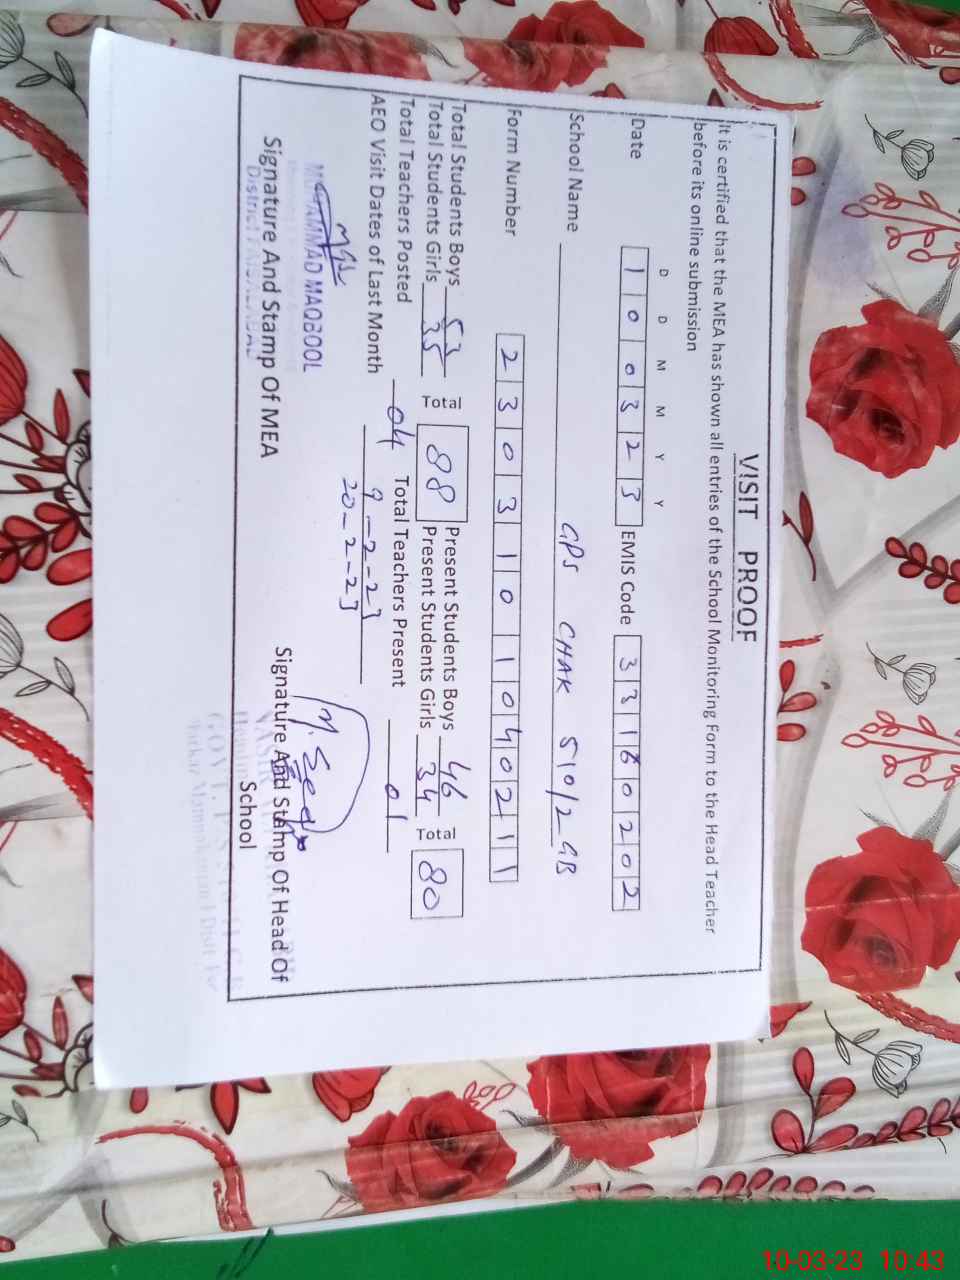 VISIT PROOF
It is certified that the MEA has shown all entries of the School Monitoring Form to the Head Teacher
before its online submission
D D M M Y Y
Date 1 0 0 3 2 3 EMIS Code 3 3 1 6 0 2 0 2
School Name GPS CHAK 510/2 GB
Form Number 2 3 0 3 1 0 1 0 4 0 2 1 1
Total Students Boys 53 Total 88 Present Students Boys 46 Total 80
Total Students Girls 35 Present Students Girls 34
Total Teachers Posted 04 Total Teachers Present 01
AEO Visit Dates of Last Month 9-2-23
20-2-23
MUHAMMAD MAQBOOL
District FAISALABAD
Signature And Stamp Of MEA
Signature And Stamp Of Head Of
School
10-03-23 10:43